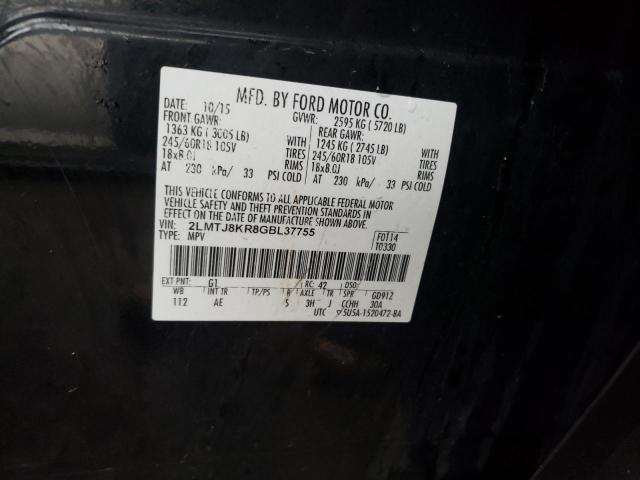 MFD. BY FORD MOTOR CO.
DATE: 10/15 GVWR: 2595 KG ( 5720 LB)
FRONT GAWR: REAR GAWR:
1363 KG ( 3005 LB) 1245 KG ( 2745 LB)
WITH WITH
245/60R18 105V TIRES 245/60R18 105V TIRES
18x8.0J RIMS 18x8.0J RIMS
AT 230 kPa/ 33 PSI COLD AT 230 kPa/ 33 PSI COLD
THIS VEHICLE CONFORMS TO ALL APPLICABLE FEDERAL MOTOR
VEHICLE SAFETY AND THEFT PREVENTION STANDARDS IN
EFFECT ON THE DATE OF MANUFACTURE SHOWN ABOVE.
VIN: 2LMTJ8KR8GBL37755 F0114
TYPE: MPV T0330
EXT PNT: G1 RC: 42 DSO:
WB INT TR TP/PS R AXLE TR SPR GD91Z
112 AE S 3H J CCHH 30A
UTC 5U5A-1520472-BA